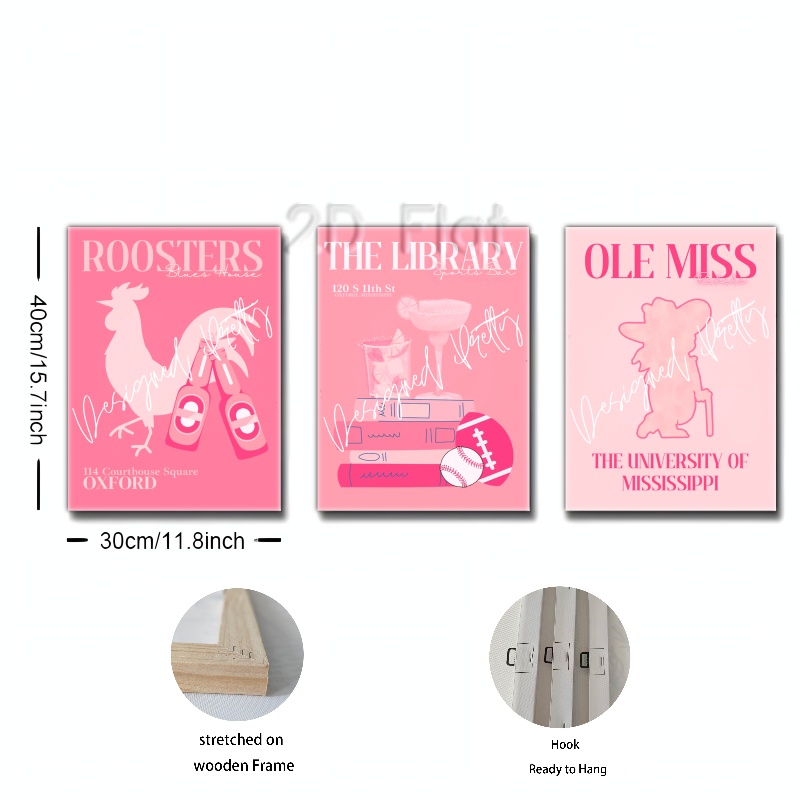 2D Flat
ROOSTERS
Blues House
Designed Pretty
114 Courthouse Square
OXFORD
THE LIBRARY
Sports Bar
120 S 11th St
OXFORD, MISSISSIPPI
Designed Pretty
OLE MISS
Designed Pretty
THE UNIVERSITY OF
MISSISSIPPI
40cm/15.7inch
30cm/11.8inch
stretched on
wooden Frame
Hook
Ready to Hang